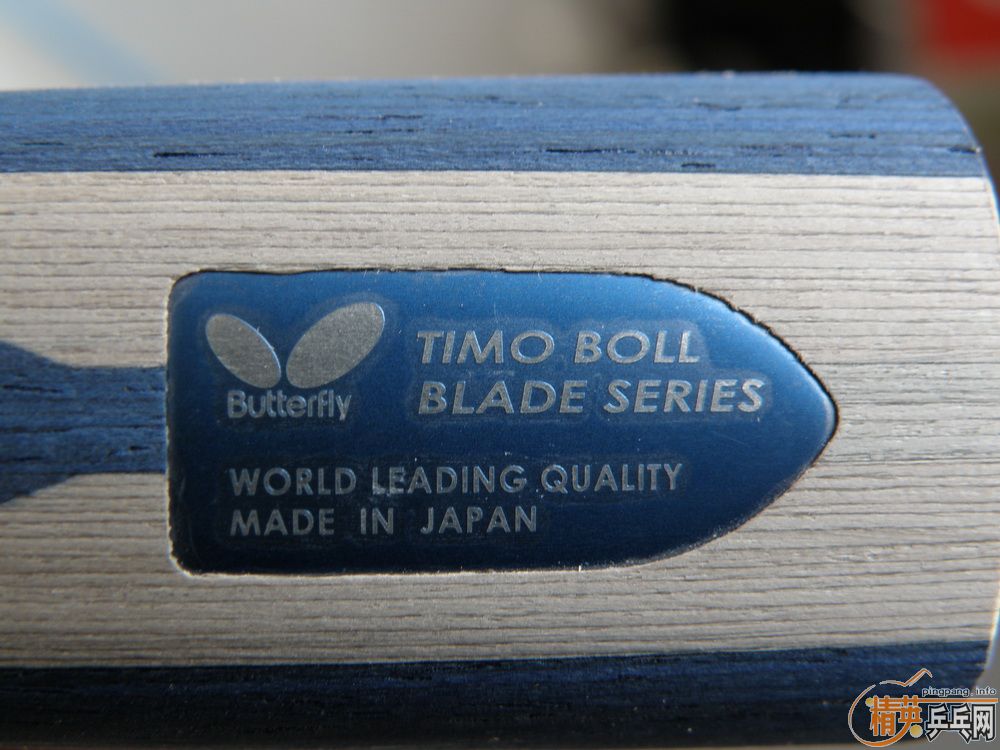 Butterfly
TIMO BOLL
BLADE SERIES
WORLD LEADING QUALITY
MADE IN JAPAN
pingpang.info
精英乒乓网